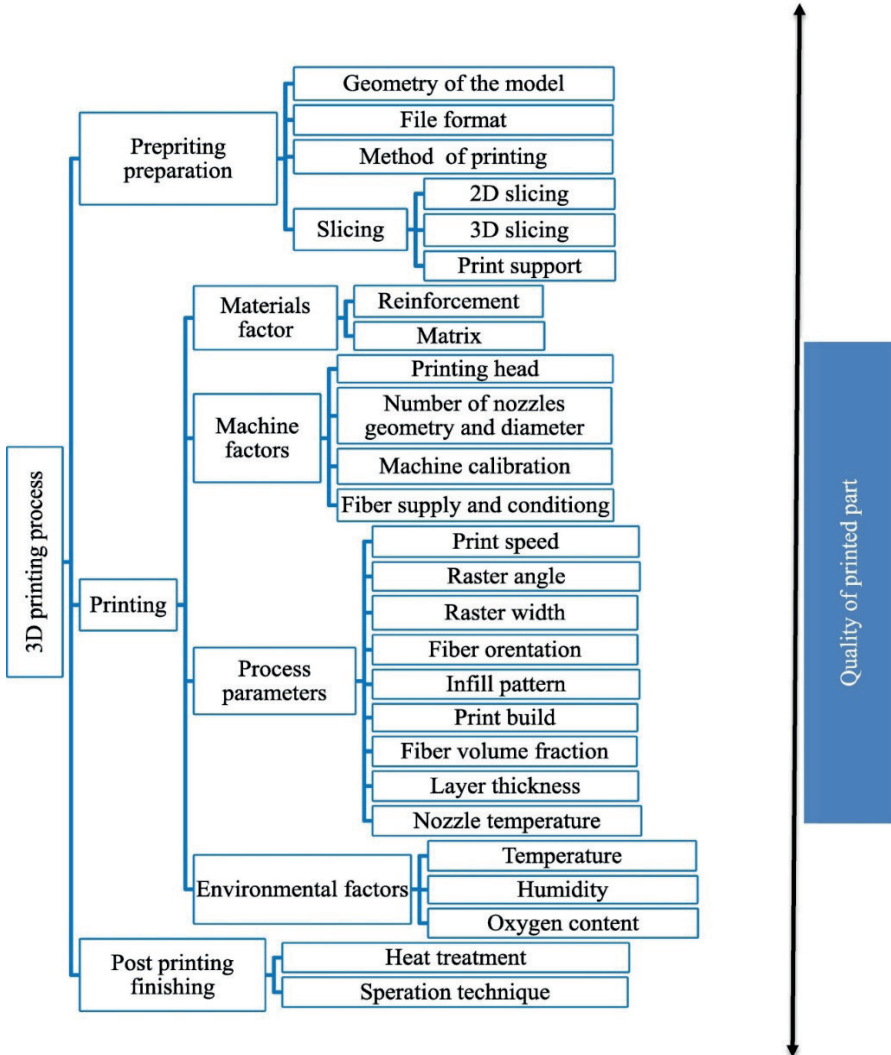 3D printing process
Prepriting
preparation
Geometry of the model
File format
Method of printing
Slicing
2D slicing
3D slicing
Print support
Printing
Materials
factor
Reinforcement
Matrix
Machine
factors
Printing head
Number of nozzles
geometry and diameter
Machine calibration
Fiber supply and conditiong
Process
parameters
Print speed
Raster angle
Raster width
Fiber orentation
Infill pattern
Print build
Fiber volume fraction
Layer thickness
Nozzle temperature
Environmental factors
Temperature
Humidity
Oxygen content
Post printing
finishing
Heat treatment
Speration technique
Quality of printed part